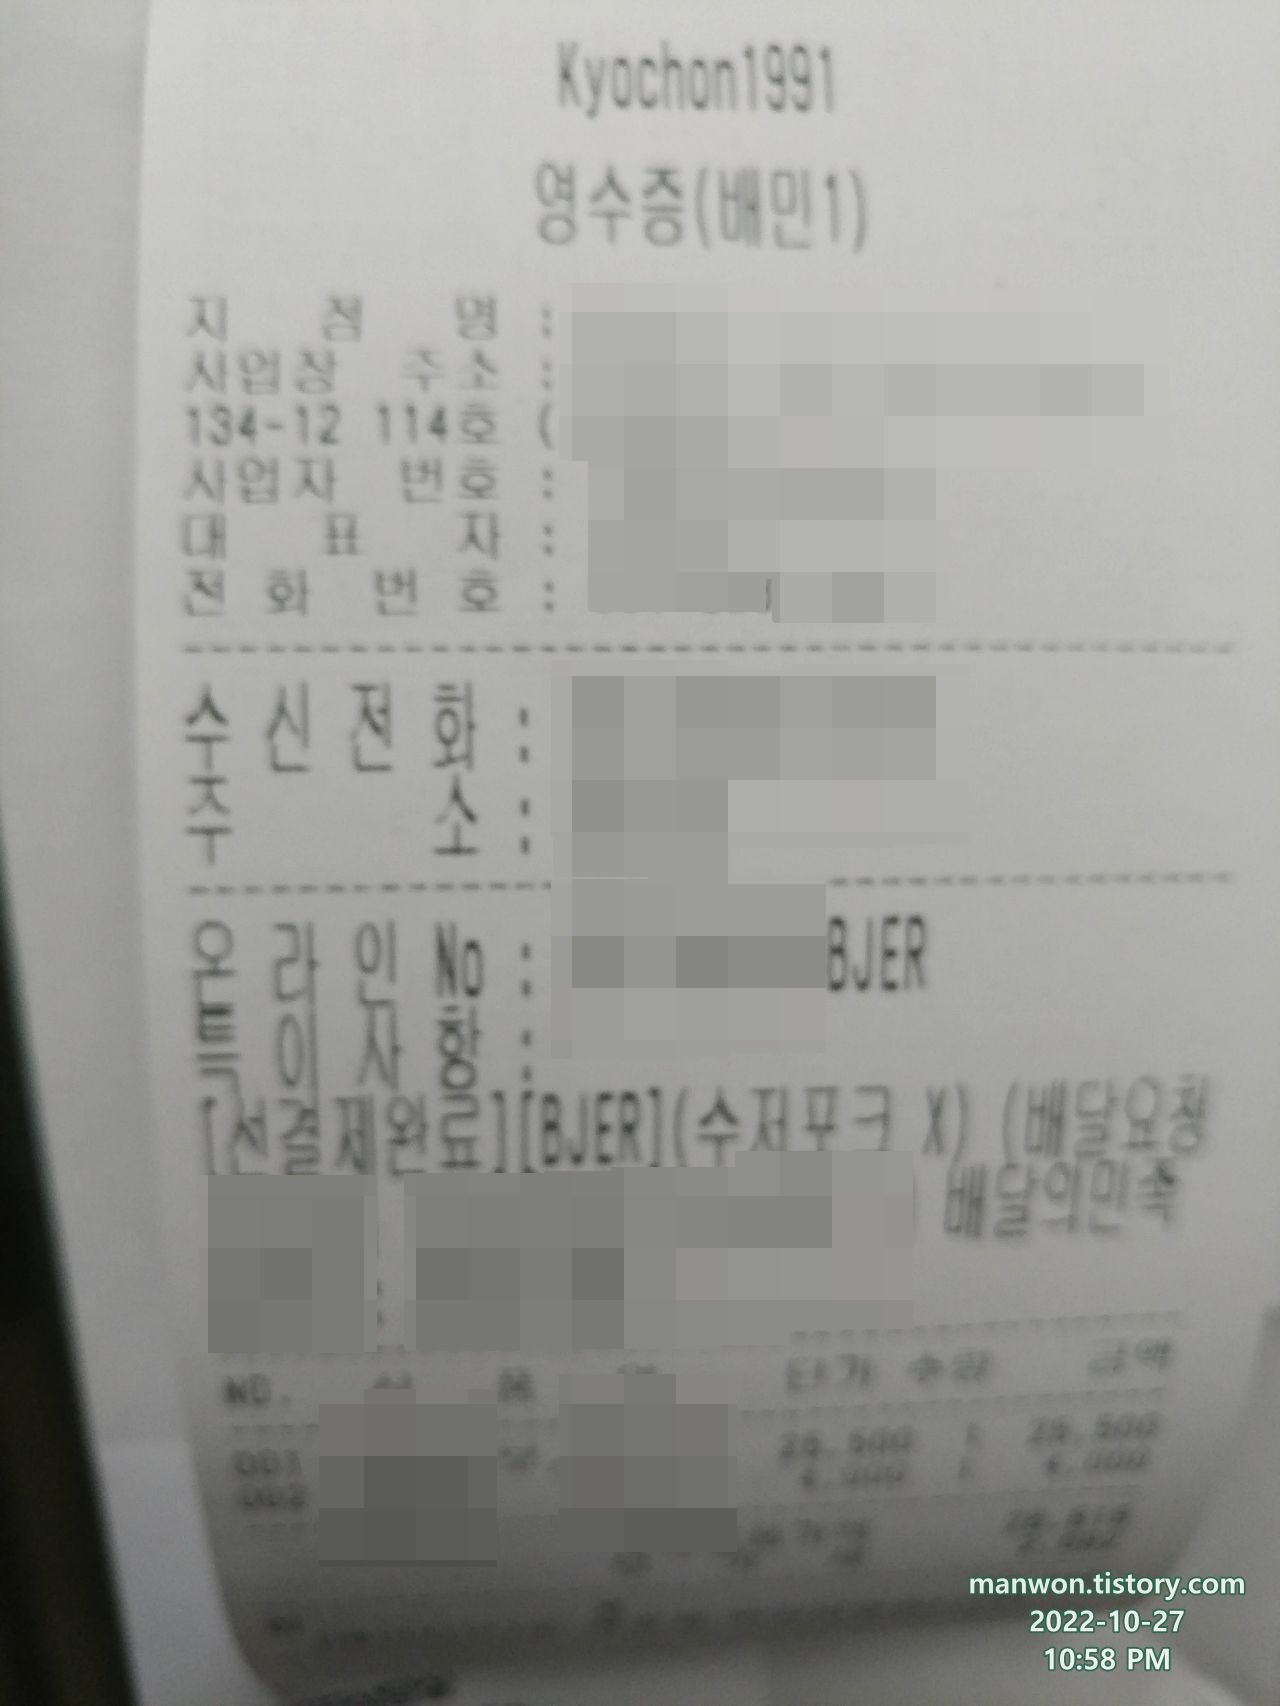 Kyochon1991
영수증(배민1)
지 점 명 :
사업장 주소 :
134-12 114호 (
사업자 번호 :
대 표 자 :
전 화 번 호 :
수 신 전 화 :
주 소 :
온 라 인 No : BJER
특 이 사 항 :
[선결제완료][BJER](수저포크 X) (배달요청
배달의민족
NO. 단가 수량 금액
001
002
manwon.tistory.com
2022-10-27
10:58 PM